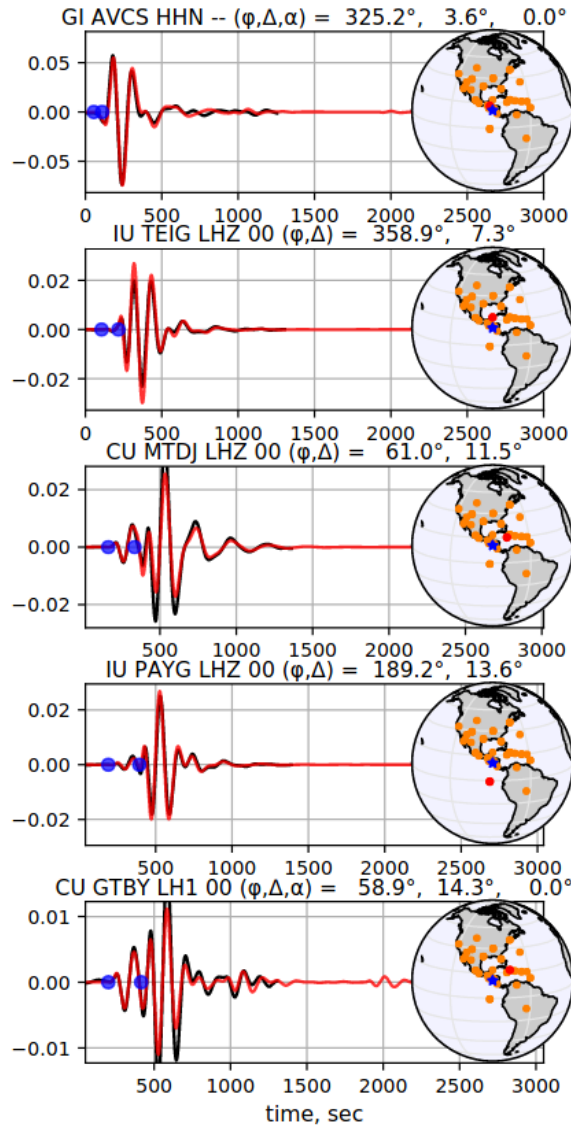 GI AVCS HHN -- (φ,Δ,α) = 325.2°, 3.6°, 0.0°
0.05
0.00
−0.05
0 500 1000 1500 2000 2500 3000
IU TEIG LHZ 00 (φ,Δ) = 358.9°, 7.3°
0.02
0.00
−0.02
0 500 1000 1500 2000 2500 3000
CU MTDJ LHZ 00 (φ,Δ) = 61.0°, 11.5°
0.02
0.00
−0.02
500 1000 1500 2000 2500 3000
IU PAYG LHZ 00 (φ,Δ) = 189.2°, 13.6°
0.02
0.00
−0.02
500 1000 1500 2000 2500 3000
CU GTBY LH1 00 (φ,Δ,α) = 58.9°, 14.3°, 0.0°
0.01
0.00
−0.01
500 1000 1500 2000 2500 3000
time, sec